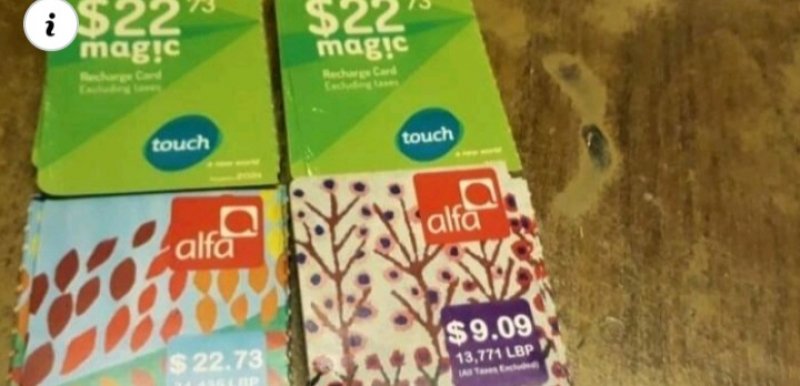 $22 73
magic
Recharge Card
Excluding taxes
touch
a new world
$22 73
magic
Recharge Card
Excluding taxes
touch
a new world
alfa
$22.73
LBP
alfa
$9.09
13,771 LBP
(All Taxes Excluded)